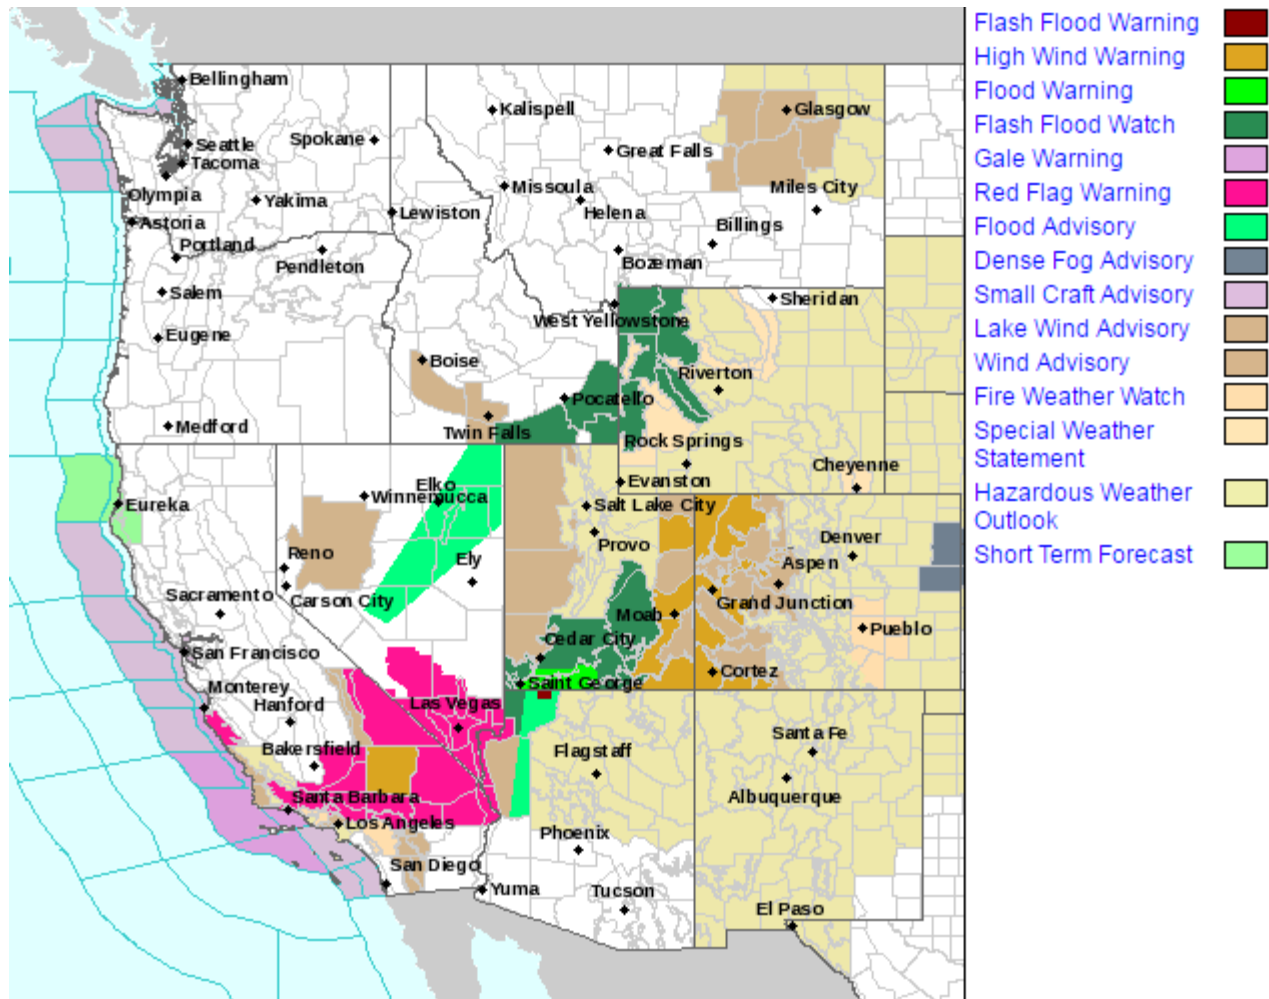 Flash Flood Warning
High Wind Warning
Flood Warning
Flash Flood Watch
Gale Warning
Red Flag Warning
Flood Advisory
Dense Fog Advisory
Small Craft Advisory
Lake Wind Advisory
Wind Advisory
Fire Weather Watch
Special Weather
Statement
Hazardous Weather
Outlook
Short Term Forecast
Bellingham
Kalispell
Glasgow
Seattle
Spokane
Great Falls
Tacoma
Olympia
Missoula
Miles City
Yakima
Lewiston
Helena
Astoria
Billings
Portland
Pendleton
Bozeman
Salem
Sheridan
West Yellowstone
Eugene
Boise
Riverton
Pocatello
Medford
Twin Falls
Rock Springs
Cheyenne
Elko
Winnemucca
Evanston
Eureka
Salt Lake City
Reno
Provo
Denver
Ely
Aspen
Sacramento
Carson City
Grand Junction
Moab
Pueblo
Cedar City
San Francisco
Cortez
Saint George
Monterey
Hanford
Las Vegas
Bakersfield
Flagstaff
Santa Fe
Santa Barbara
Albuquerque
Los Angeles
Phoenix
San Diego
Yuma
Tucson
El Paso